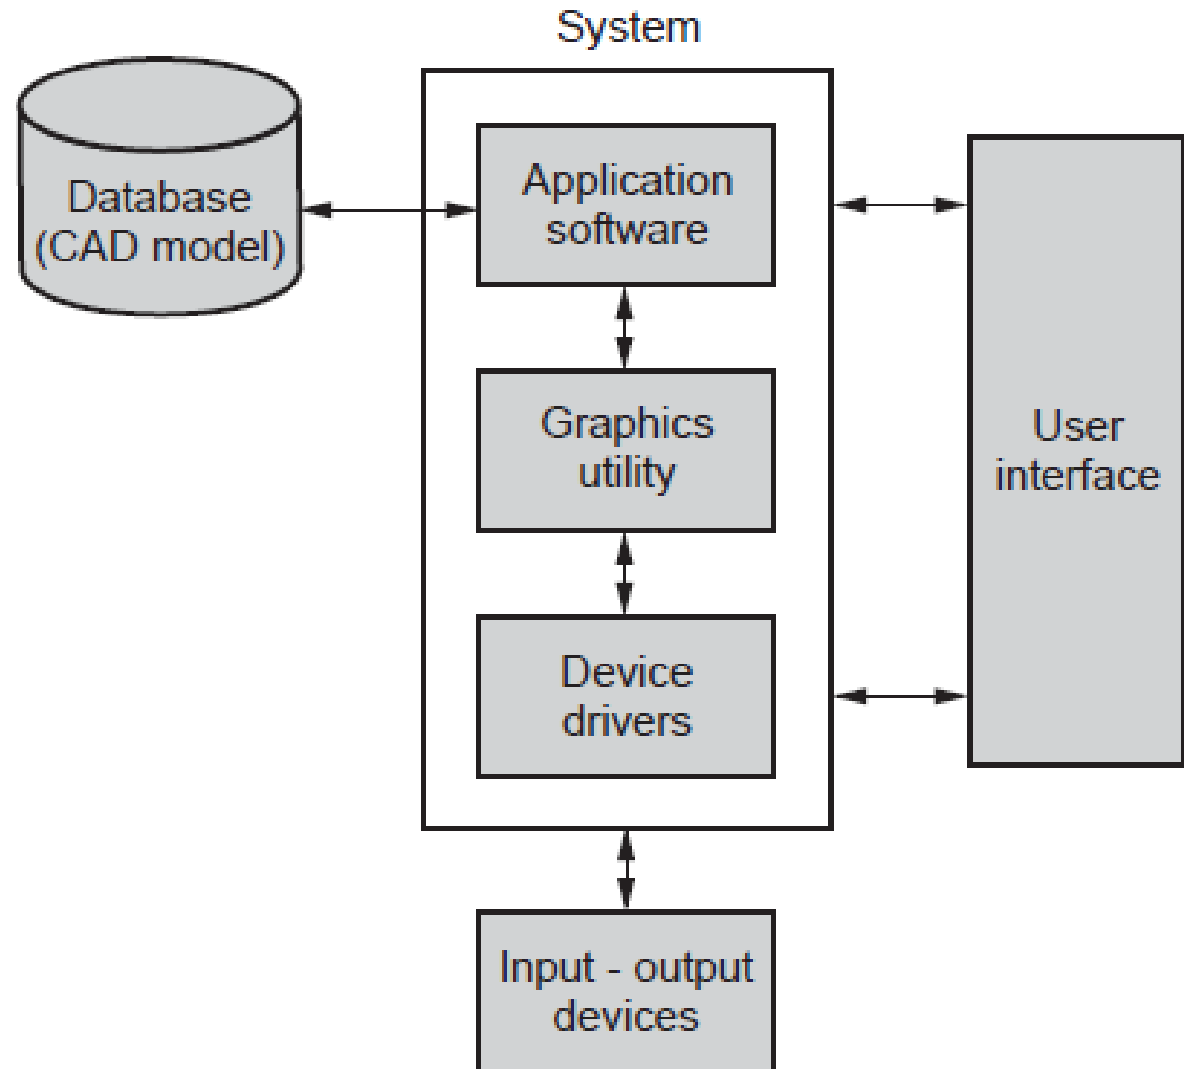 System
Database
(CAD model)
Application
software
Graphics
utility
User
interface
Device
drivers
Input - output
devices